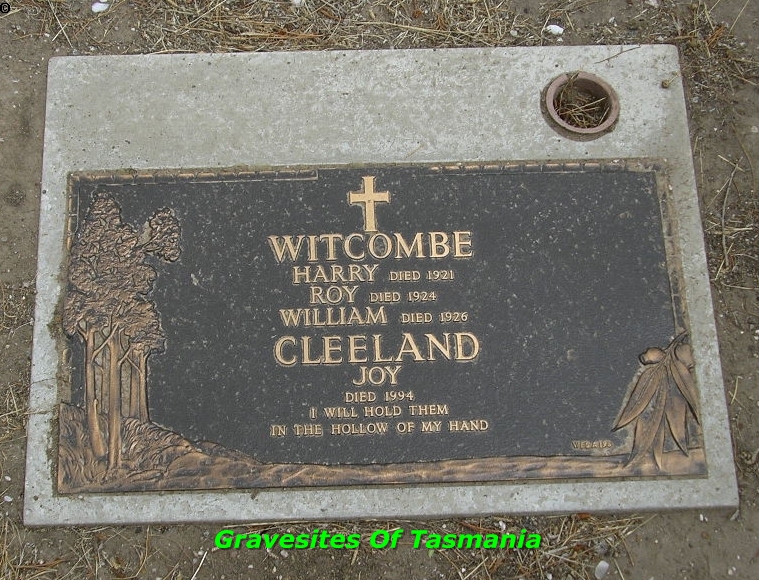 WITCOMBE
HARRY DIED 1921
ROY DIED 1924
WILLIAM DIED 1926
CLEELAND
JOY
DIED 1994
I WILL HOLD THEM
IN THE HOLLOW OF MY HAND
Gravesites Of Tasmania